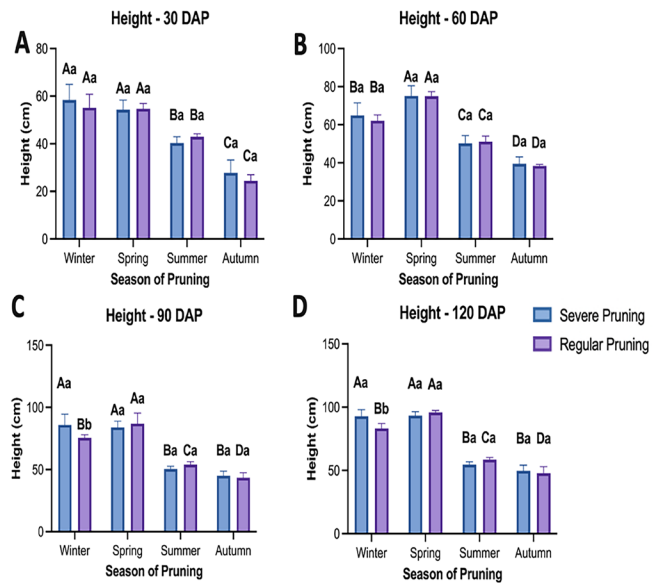 Height - 30 DAP
A
Height (cm)
80
60
40
20
0
Aa Aa Aa Aa Ba Ba Ca Ca
Winter Spring Summer Autumn
Season of Pruning
Height - 60 DAP
B
Height (cm)
100
80
60
40
20
0
Ba Ba Aa Aa Ca Ca Da Da
Winter Spring Summer Autumn
Season of Pruning
Height - 90 DAP
C
Height (cm)
150
100
50
0
Aa Bb Aa Aa Ba Ca Ba Da
Winter Spring Summer Autumn
Season of Pruning
Height - 120 DAP
D
Height (cm)
150
100
50
0
Aa Bb Aa Aa Ba Ca Ba Da
Winter Spring Summer Autumn
Season of Pruning
Severe Pruning
Regular Pruning